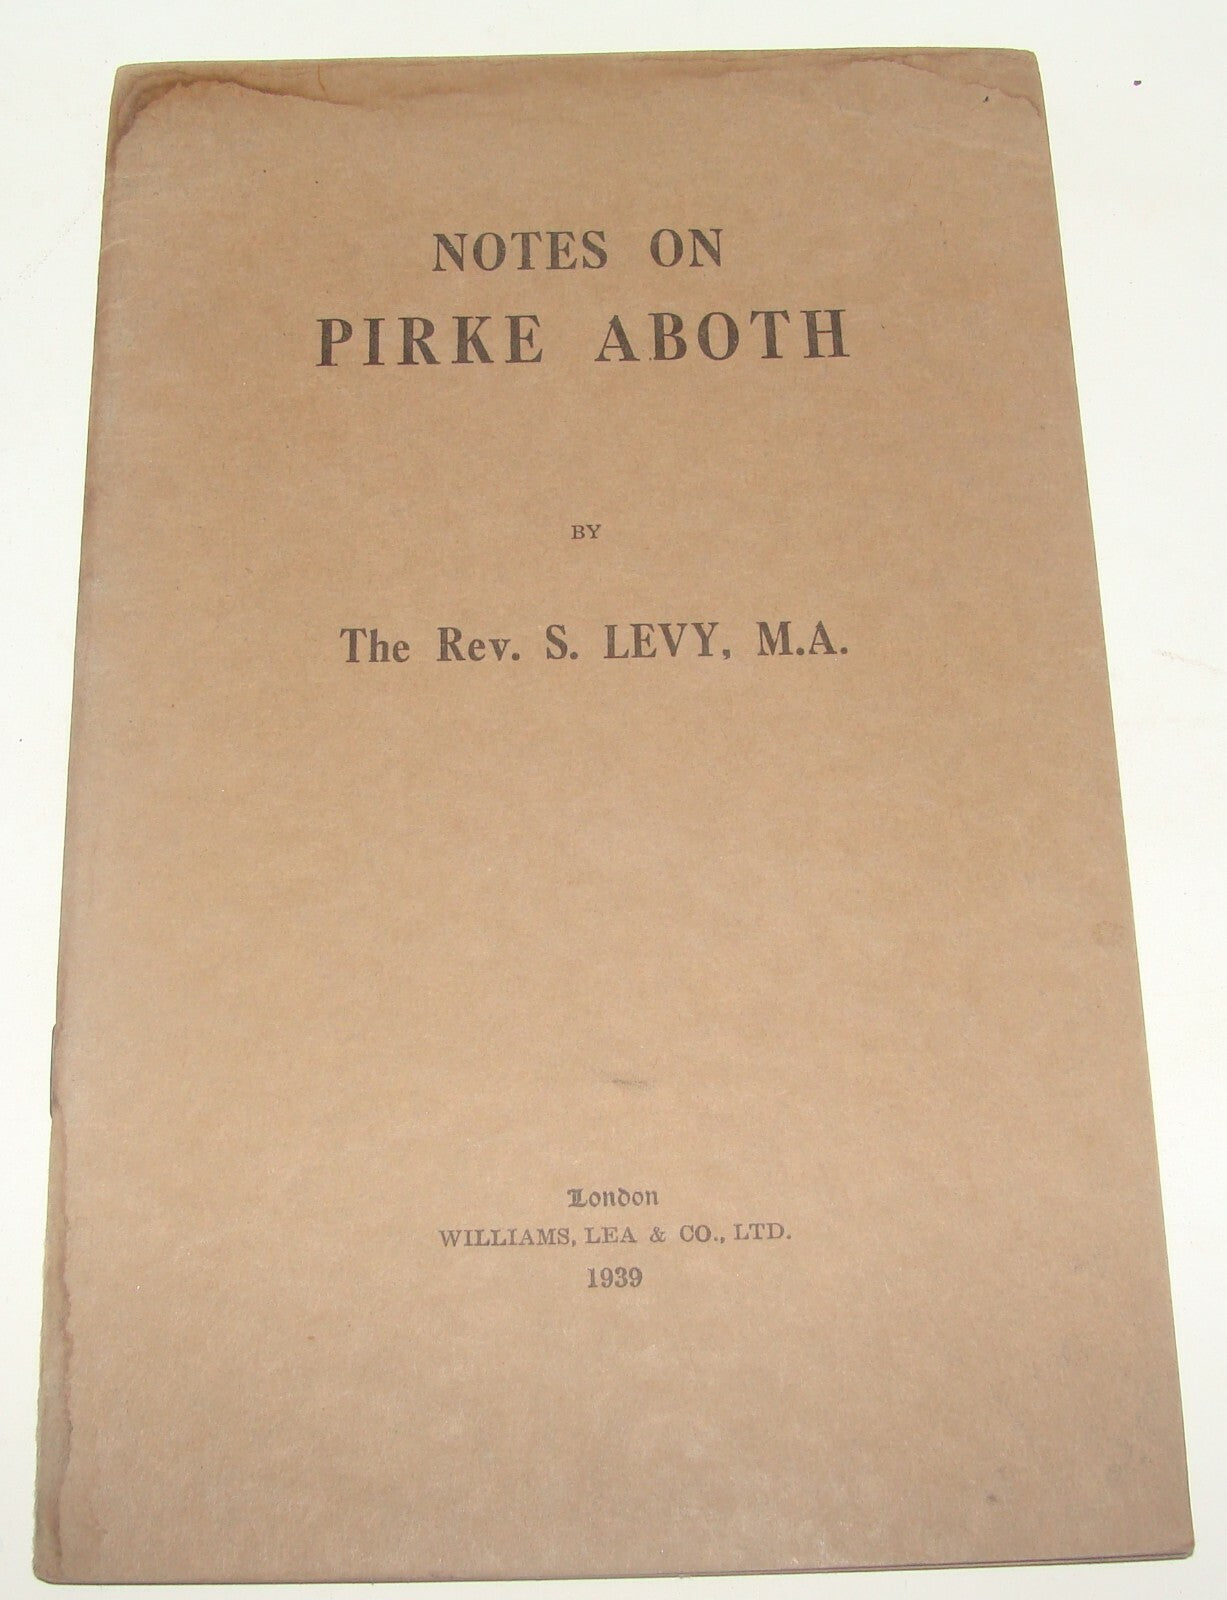 NOTES ON
PIRKE ABOTH
BY
The Rev. S. LEVY, M.A.
London
WILLIAMS, LEA & CO., LTD.
1939